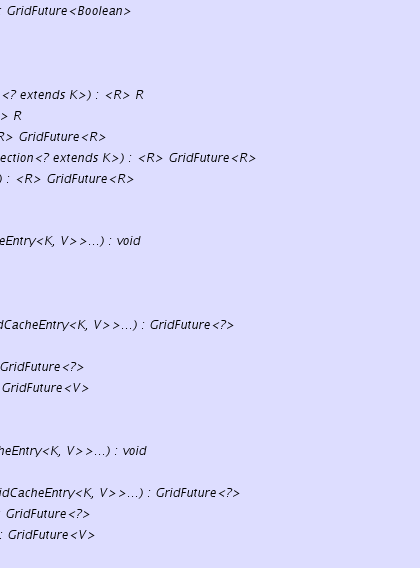 : GridFuture<Boolean>
<? extends K>) : <R> R
> R
R> GridFuture<R>
ection<? extends K>) : <R> GridFuture<R>
) : <R> GridFuture<R>
eEntry<K, V>>...) : void
dCacheEntry<K, V>>...) : GridFuture<?>
GridFuture<?>
GridFuture<V>
heEntry<K, V>>...) : void
idCacheEntry<K, V>>...) : GridFuture<?>
: GridFuture<?>
: GridFuture<V>